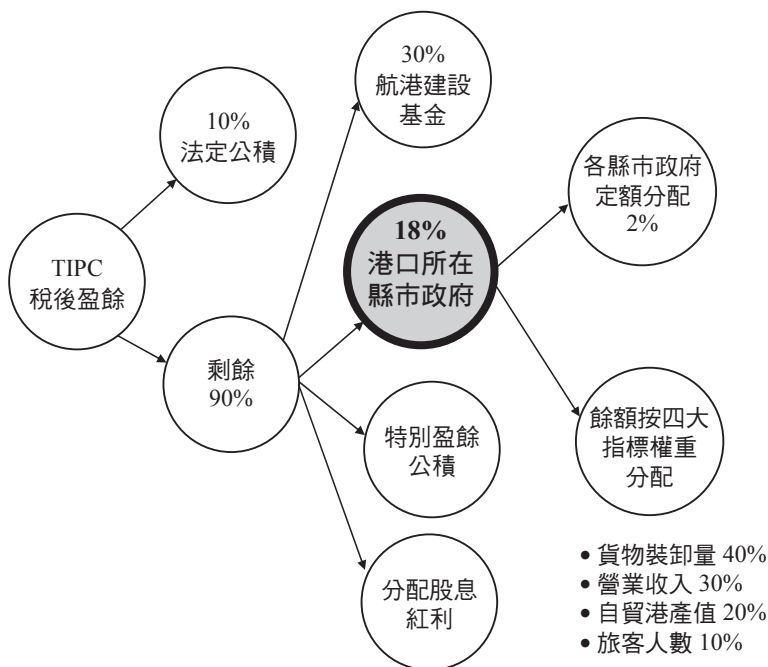 TIPC
稅後盈餘
10%
法定公積
剩餘
90%
30%
航港建設
基金
18%
港口所在
縣市政府
特別盈餘
公積
分配股息
紅利
各縣市政府
定額分配
2%
餘額按四大
指標權重
分配
• 貨物裝卸量 40%
• 營業收入 30%
• 自貿港產值 20%
• 旅客人數 10%